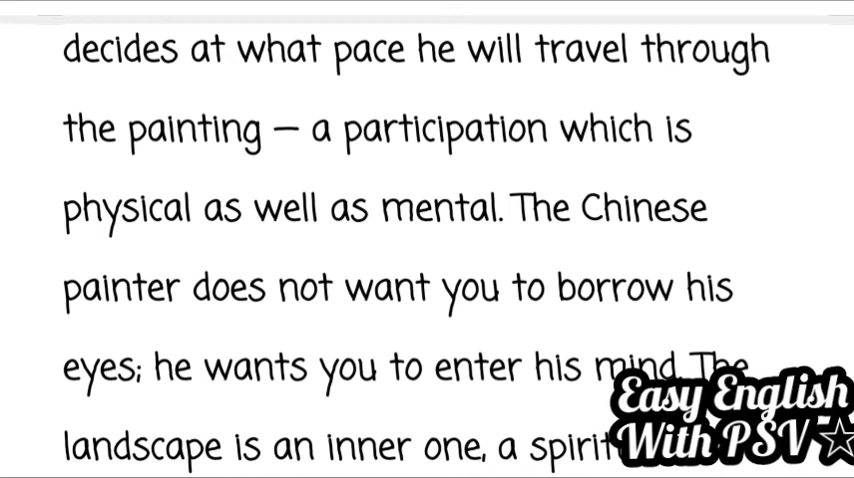 decides at what pace he will travel through
the painting – a participation which is
physical as well as mental. The Chinese
painter does not want you to borrow his
eyes; he wants you to enter his mind. The
landscape is an inner one, a
Easy English
With PSV ☆